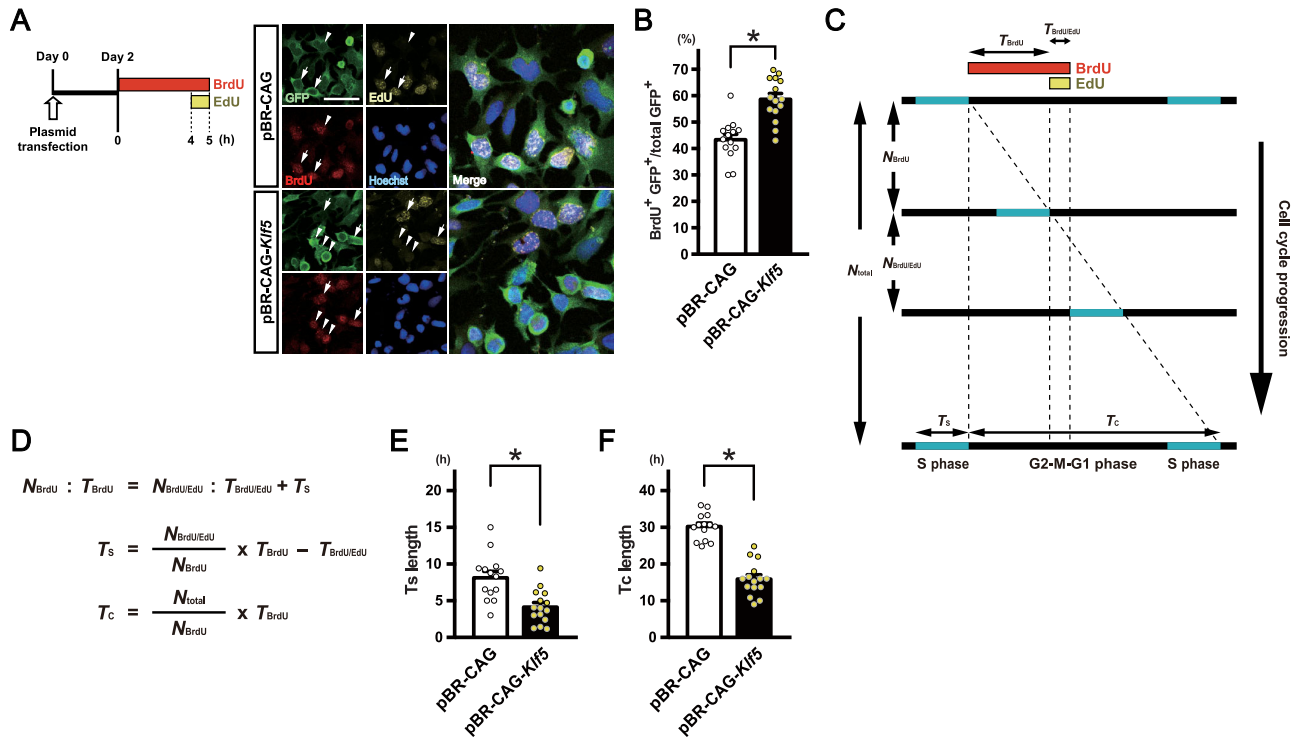 A
Day 0
Day 2
BrdU
EdU
Plasmid
transfection
0
4
5
(h)
pBR-CAG
GFP
EdU
BrdU
Hoechst
Merge
pBR-CAG-Klf5
B
(%)
*
70
60
50
40
30
20
10
0
BrdU+ GFP+/total GFP+
pBR-CAG
pBR-CAG-Klf5
C
TBrdU
TBrdU/EdU
BrdU
EdU
NBrdU
NBrdU/EdU
Ntotal
Cell cycle progression
TS
TC
S phase
G2-M-G1 phase
S phase
D
NBrdU : TBrdU = NBrdU/EdU : TBrdU/EdU + TS
TS = NBrdU/EdU / NBrdU x TBrdU − TBrdU/EdU
TC = Ntotal / NBrdU x TBrdU
E
(h)
*
20
15
10
5
0
Ts length
pBR-CAG
pBR-CAG-Klf5
F
(h)
*
40
30
20
10
0
Tc length
pBR-CAG
pBR-CAG-Klf5